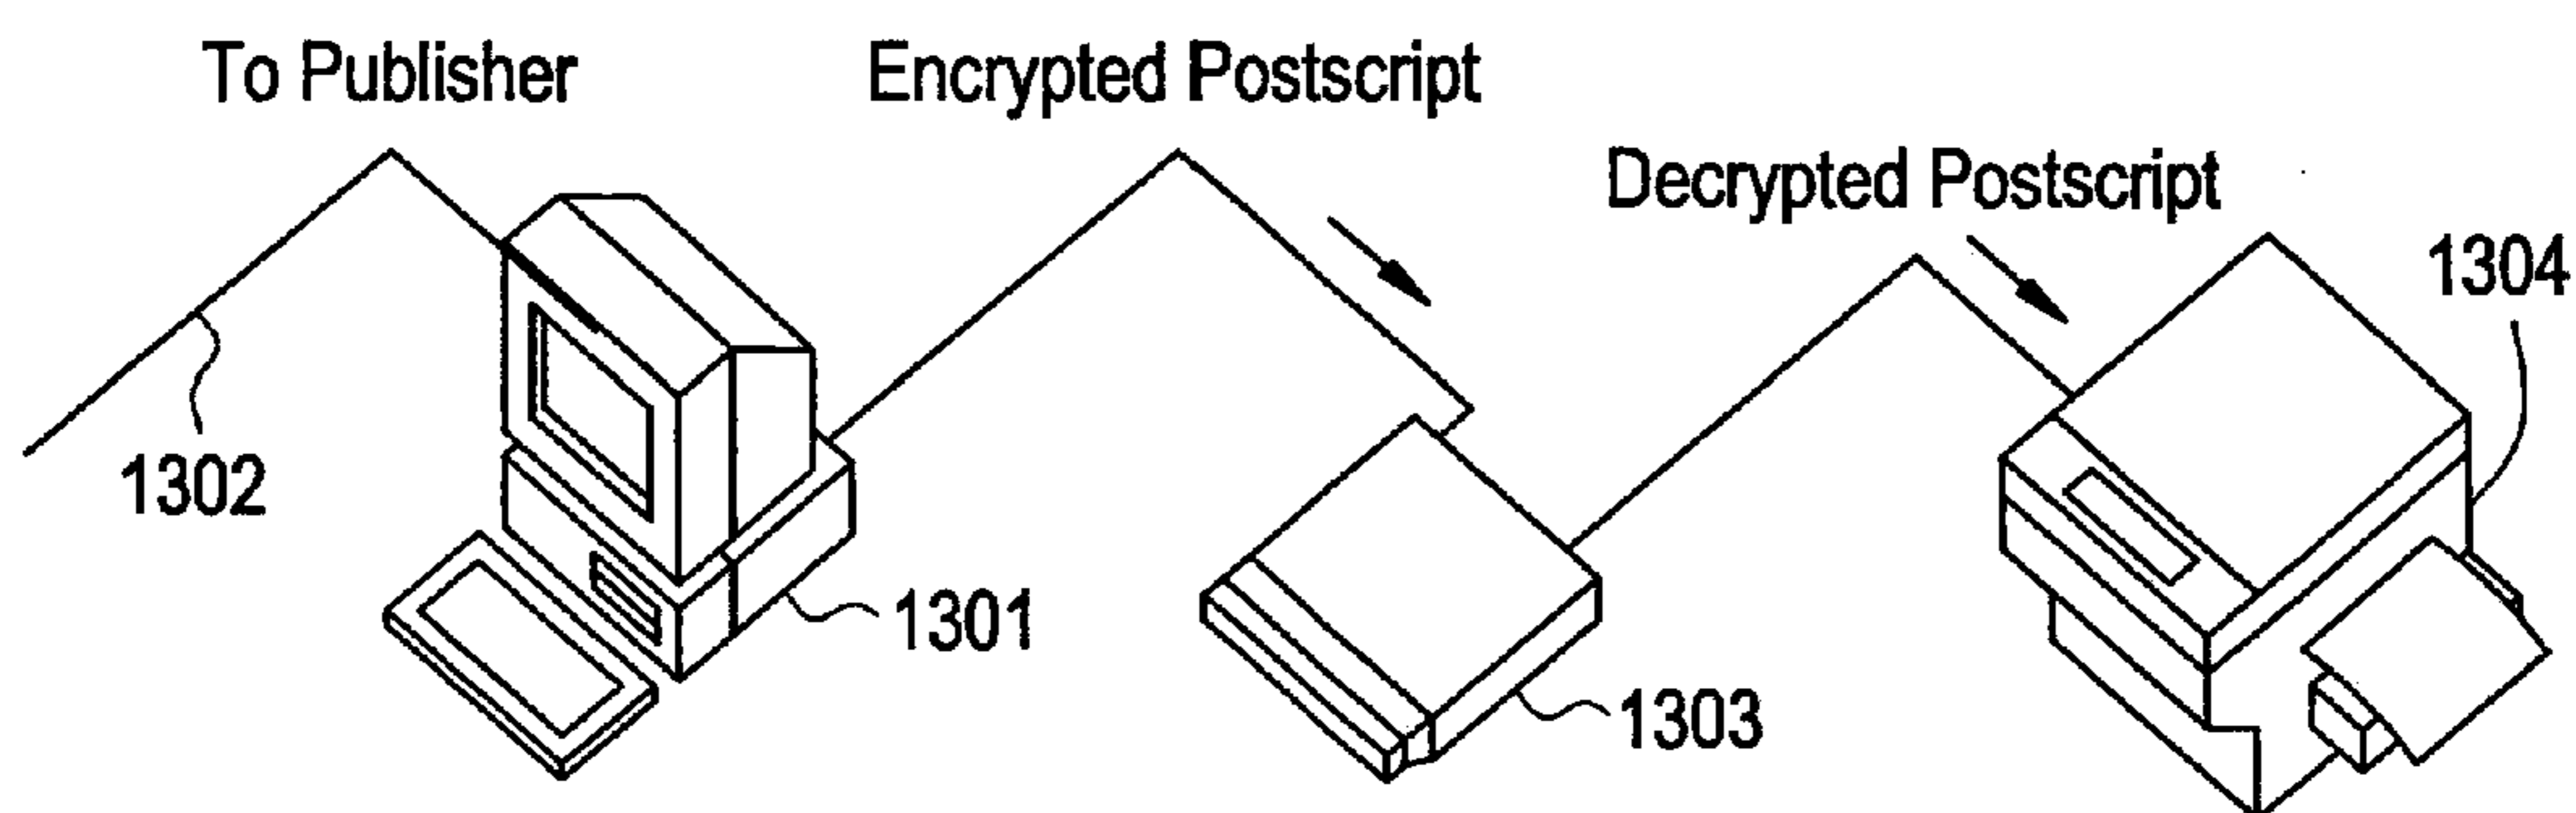 To Publisher
Encrypted Postscript
Decrypted Postscript
1304
1302
1301
1303